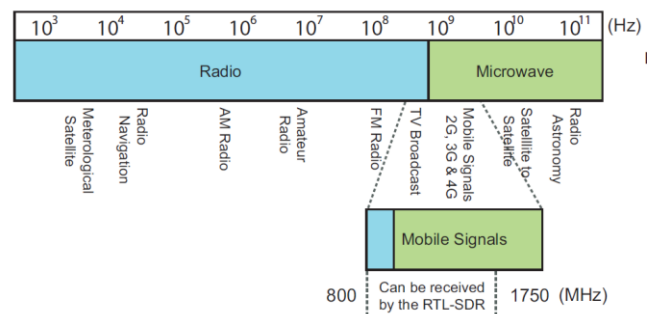 10³ 10⁴ 10⁵ 10⁶ 10⁷ 10⁸ 10⁹ 10¹⁰ 10¹¹ (Hz)
Radio
Microwave
Meterological
Satellite
Radio
Navigation
AM Radio
Amateur
Radio
FM Radio
TV Broadcast
Mobile Signals
2G, 3G & 4G
Satelllite to
Satellite
Radio
Astronomy
Mobile Signals
800
Can be received
by the RTL-SDR
1750 (MHz)